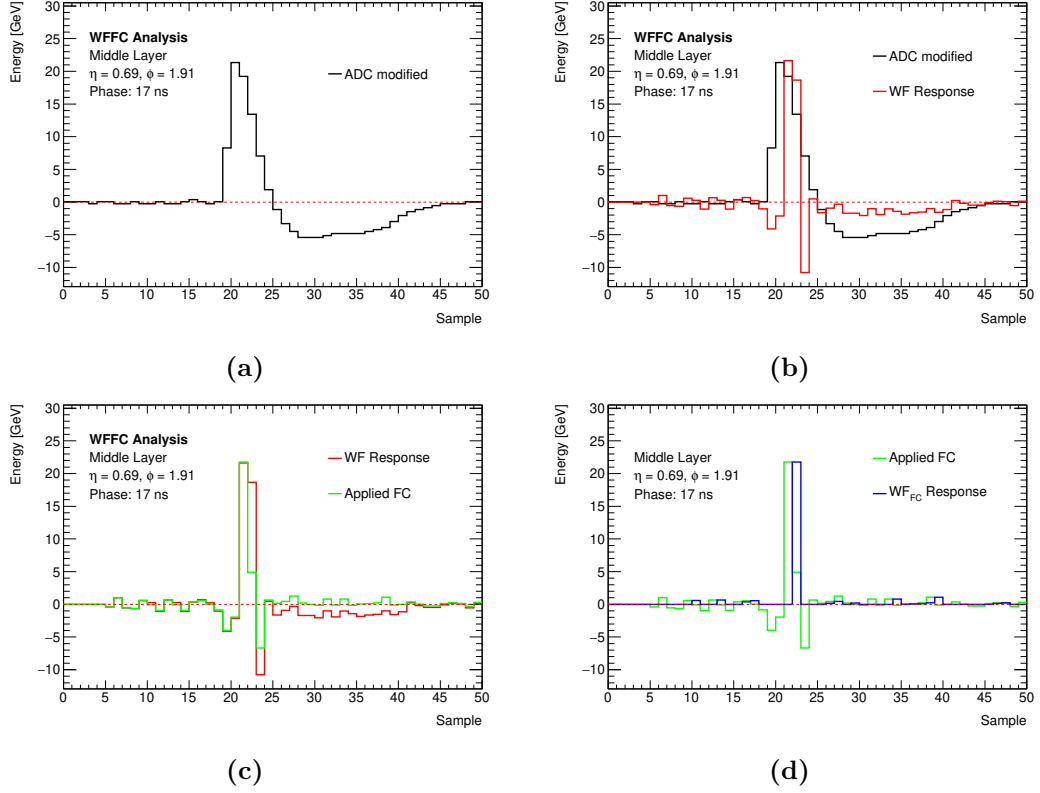 Energy [GeV]
30
25
20
15
10
5
0
−5
−10
WFFC Analysis
Middle Layer
η = 0.69, ϕ = 1.91
Phase: 17 ns
ADC modified
0 5 10 15 20 25 30 35 40 45 50
Sample
(a)
Energy [GeV]
30
25
20
15
10
5
0
−5
−10
WFFC Analysis
Middle Layer
η = 0.69, ϕ = 1.91
Phase: 17 ns
ADC modified
WF Response
0 5 10 15 20 25 30 35 40 45 50
Sample
(b)
Energy [GeV]
30
25
20
15
10
5
0
−5
−10
WFFC Analysis
Middle Layer
η = 0.69, ϕ = 1.91
Phase: 17 ns
WF Response
Applied FC
0 5 10 15 20 25 30 35 40 45 50
Sample
(c)
Energy [GeV]
30
25
20
15
10
5
0
−5
−10
Middle Layer
η = 0.69, ϕ = 1.91
Phase: 17 ns
Applied FC
WF_FC Response
0 5 10 15 20 25 30 35 40 45 50
Sample
(d)